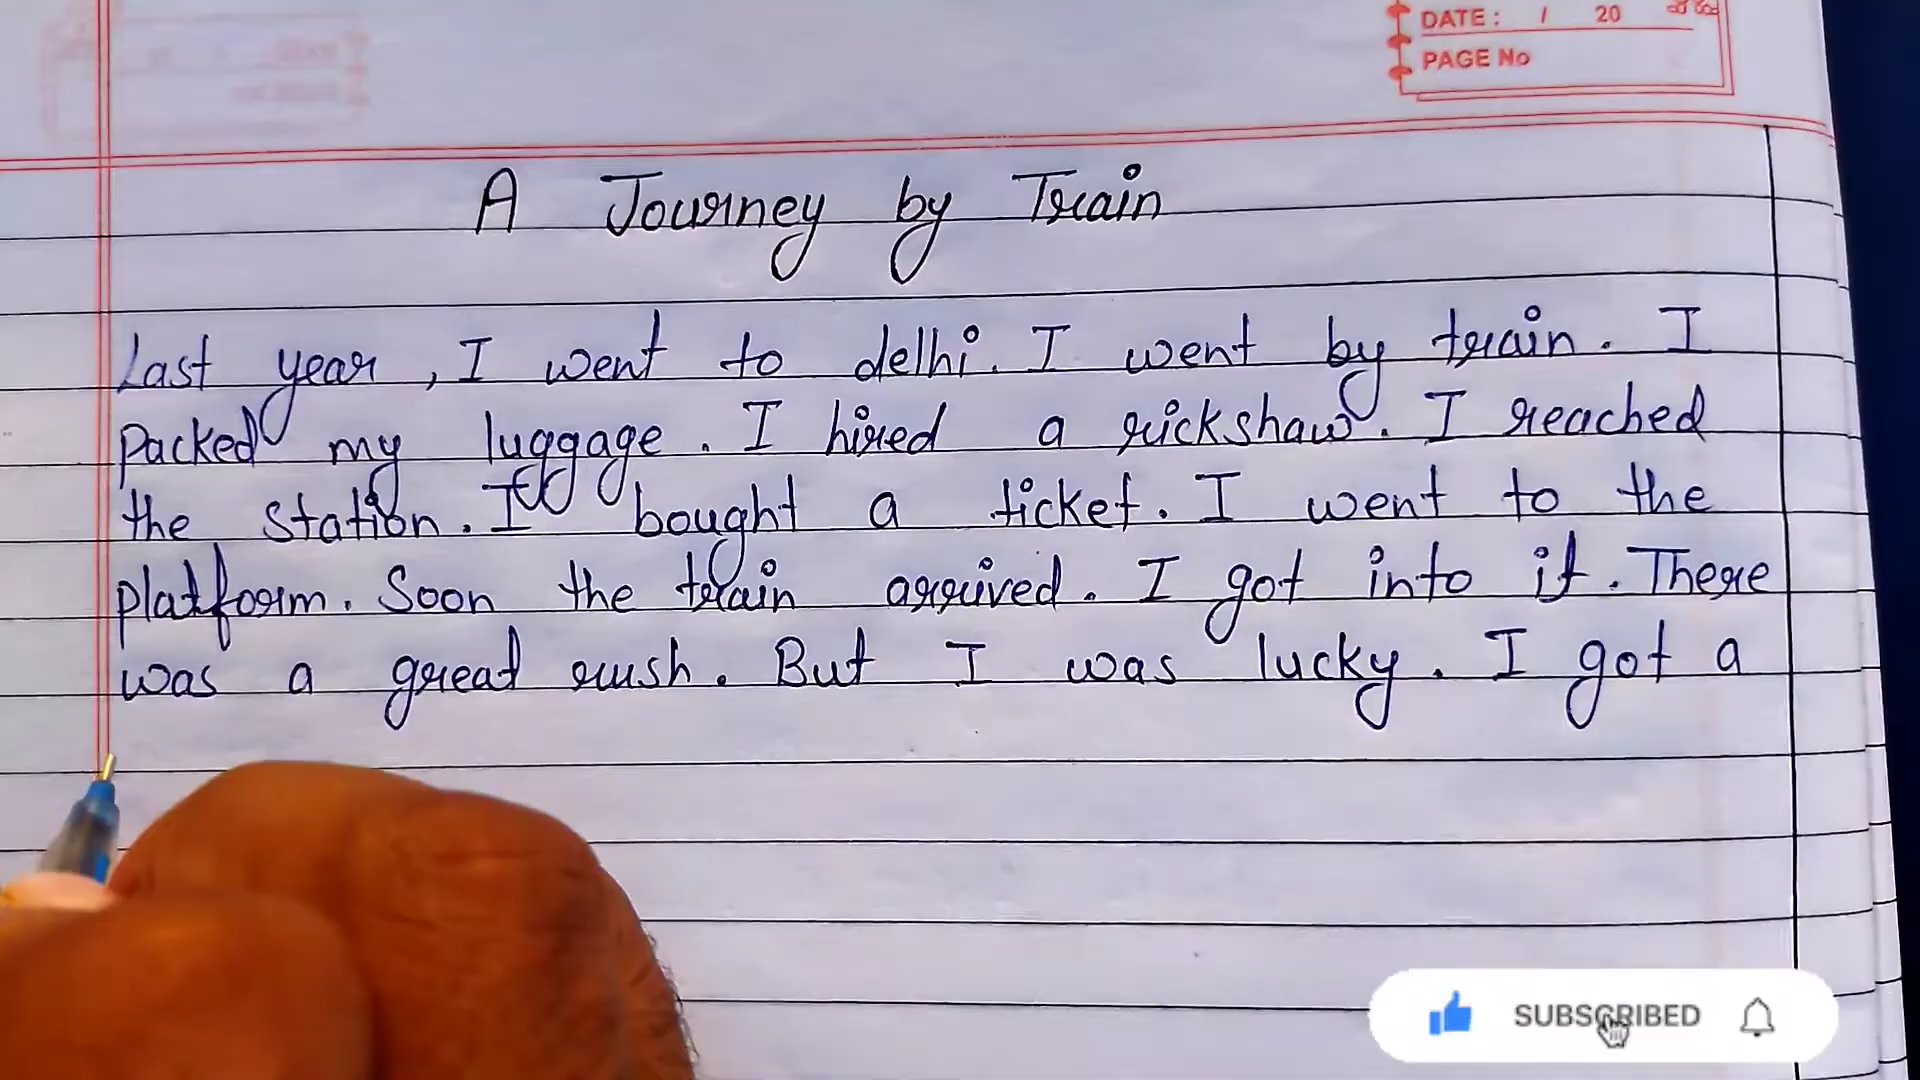 DATE : / 20
PAGE No
A Journey by Train
Last year, I went to delhi. I went by train. I
Packed my luggage. I hired a rickshaw. I reached
the station. I bought a ticket. I went to the
platform. Soon the train arrived. I got into it. There
was a great rush. But I was lucky. I got a
SUBSCRIBED